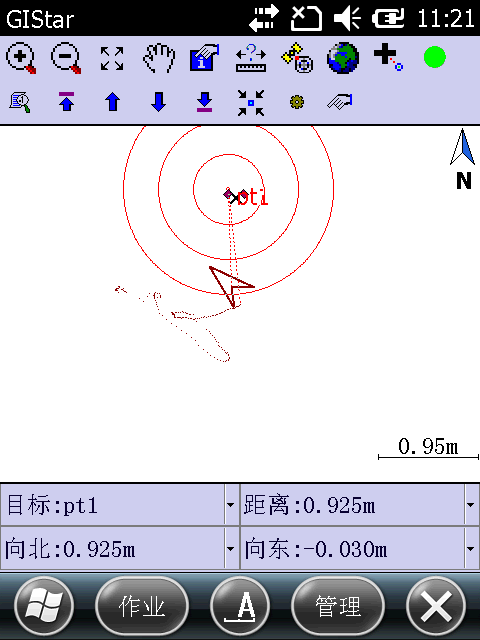 GIStar 11:21
pt1
N
0.95m
目标:pt1 距离:0.925m
向北:0.925m 向东:-0.030m
作业 A 管理